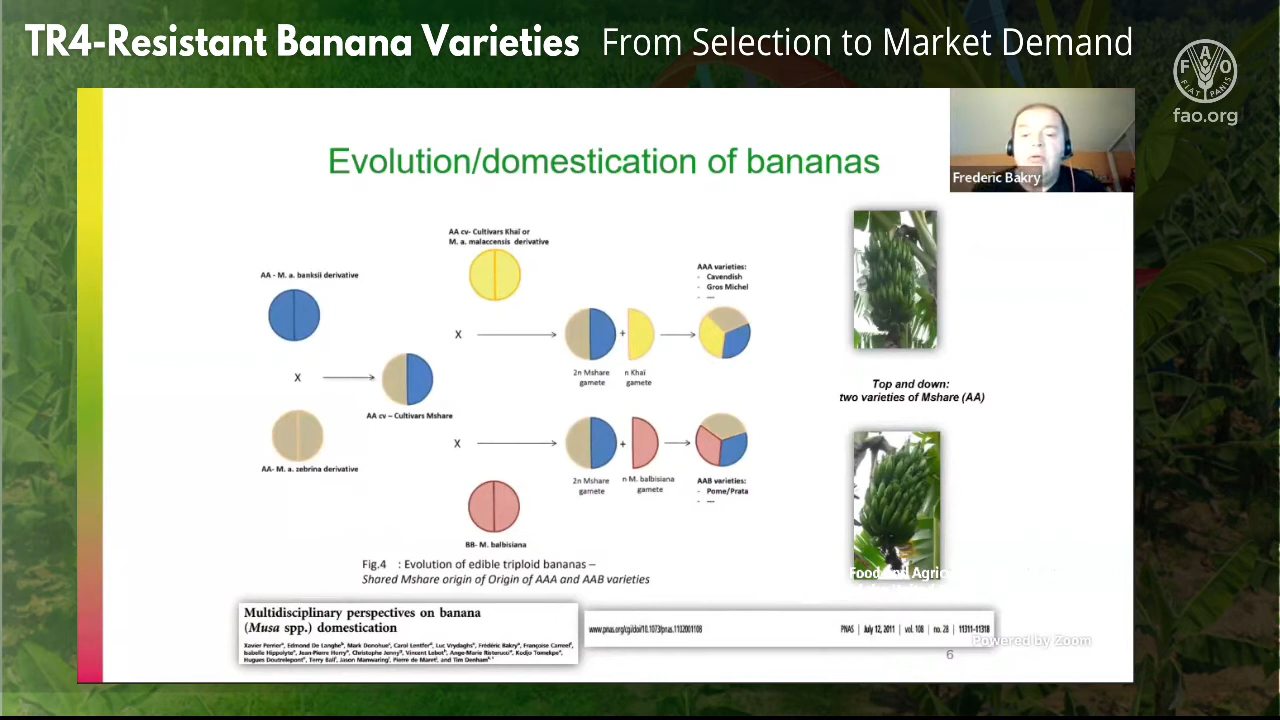 TR4-Resistant Banana Varieties From Selection to Market Demand
FAO
FIAT PANIS
fao.org
Evolution/domestication of bananas
Frederic Bakry
AA cv- Cultivars Khaï or
M. a. malaccensis derivative
AA - M. a. banksii derivative
AAA varieties:
- Cavendish
- Gros Michel
- ---
X
+
2n Mshare
gamete
n Khaï
gamete
X
AA cv – Cultivars Mshare
AA- M. a. zebrina derivative
X
+
2n Mshare
gamete
n M. balbisiana
gamete
AAB varieties:
- Pome/Prata
- ---
BB- M. balbisiana
Top and down:
two varieties of Mshare (AA)
Fig.4 : Evolution of edible triploid bananas –
Shared Mshare origin of Origin of AAA and AAB varieties
Food and Agric
Multidisciplinary perspectives on banana
(Musa spp.) domestication
Xavier Perrier, Edmond De Langhe, Mark Donohue, Carol Lentfer, Luc Vrydaghs, Frédéric Bakry, Françoise Carreel,
Isabelle Hippolyte, Jean-Pierre Horry, Christophe Jenny, Vincent Lebot, Ange-Marie Risterucci, Kodjo Tomekpe,
Hugues Doutrelepont, Terry Ball, Jason Manwaring, Pierre de Maret, and Tim Denham
www.pnas.org/cgi/doi/10.1073/pnas.1102001108
PNAS | July 12, 2011 | vol. 108 | no. 28 | 11311–11318
Powered by Zoom
6